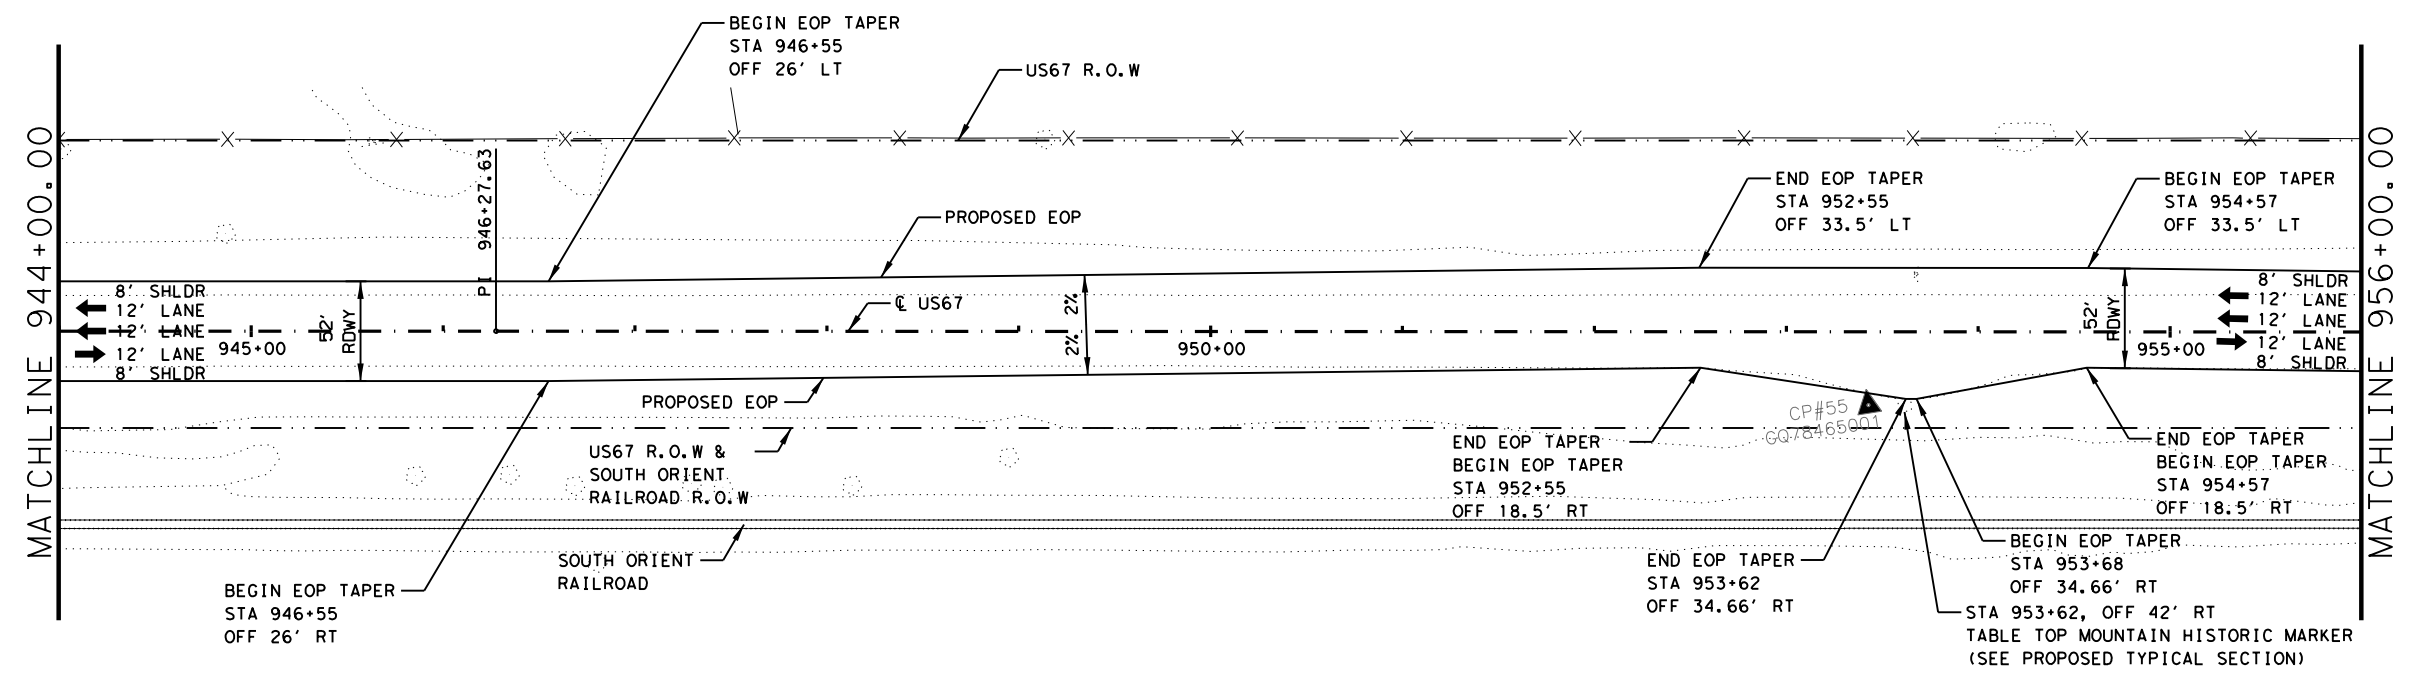 BEGIN EOP TAPER
STA 946+55
OFF 26' LT
US67 R.O.W
MATCHLINE 944+00.00
PI 946+27.63
PROPOSED EOP
END EOP TAPER
STA 952+55
OFF 33.5' LT
BEGIN EOP TAPER
STA 954+57
OFF 33.5' LT
MATCHLINE 956+00.00
8' SHLDR
12' LANE
12' LANE
12' LANE
8' SHLDR
945+00
52'
RDWY
℄ US67
2% 2%
950+00
52'
RDWY
955+00
8' SHLDR
12' LANE
12' LANE
12' LANE
8' SHLDR
PROPOSED EOP
US67 R.O.W &
SOUTH ORIENT
RAILROAD R.O.W
CP#55
GQ78465001
END EOP TAPER
BEGIN EOP TAPER
STA 952+55
OFF 18.5' RT
END EOP TAPER
BEGIN EOP TAPER
STA 954+57
OFF 18.5' RT
SOUTH ORIENT
RAILROAD
BEGIN EOP TAPER
STA 946+55
OFF 26' RT
END EOP TAPER
STA 953+62
OFF 34.66' RT
BEGIN EOP TAPER
STA 953+68
OFF 34.66' RT
STA 953+62, OFF 42' RT
TABLE TOP MOUNTAIN HISTORIC MARKER
(SEE PROPOSED TYPICAL SECTION)